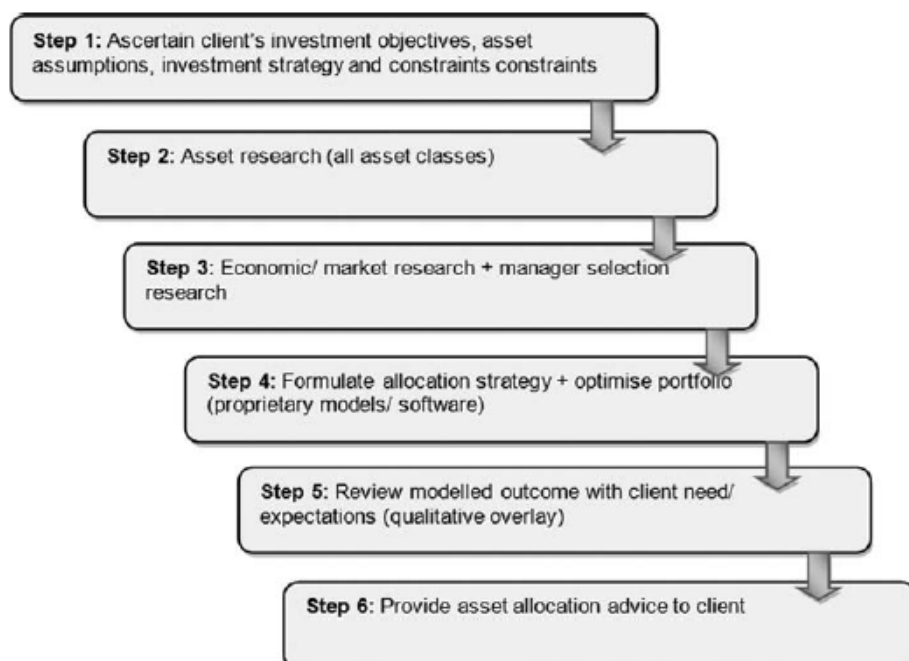 Step 1: Ascertain client's investment objectives, asset
assumptions, investment strategy and constraints constraints
Step 2: Asset research (all asset classes)
Step 3: Economic/ market research + manager selection
research
Step 4: Formulate allocation strategy + optimise portfolio
(proprietary models/ software)
Step 5: Review modelled outcome with client need/
expectations (qualitative overlay)
Step 6: Provide asset allocation advice to client